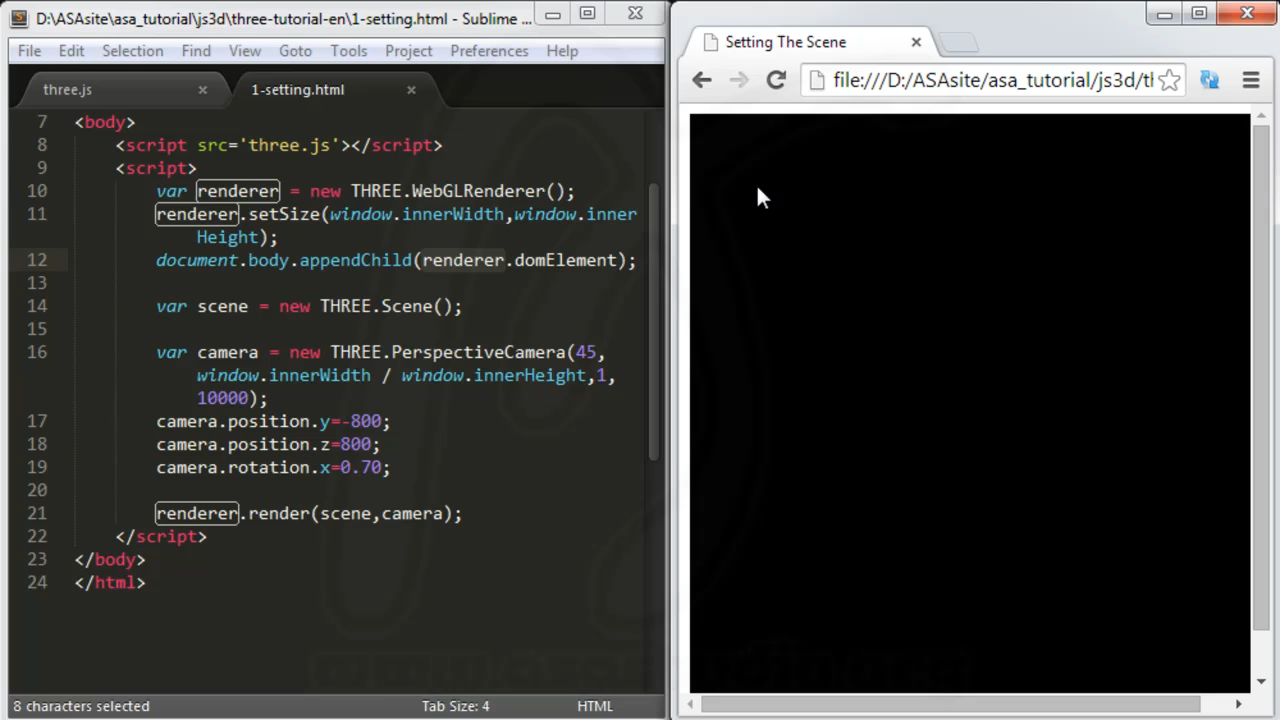 D:\ASAsite\asa_tutorial\js3d\three-tutorial-en\1-setting.html - Sublime ...
File Edit Selection Find View Goto Tools Project Preferences Help
three.js 1-setting.html
7 <body>
8 <script src='three.js'></script>
9 <script>
10 var renderer = new THREE.WebGLRenderer();
11 renderer.setSize(window.innerWidth,window.inner
Height);
12 document.body.appendChild(renderer.domElement);
13
14 var scene = new THREE.Scene();
15
16 var camera = new THREE.PerspectiveCamera(45,
window.innerWidth / window.innerHeight,1,
10000);
17 camera.position.y=-800;
18 camera.position.z=800;
19 camera.rotation.x=0.70;
20
21 renderer.render(scene,camera);
22 </script>
23 </body>
24 </html>
8 characters selected Tab Size: 4 HTML
Setting The Scene
file:///D:/ASAsite/asa_tutorial/js3d/th